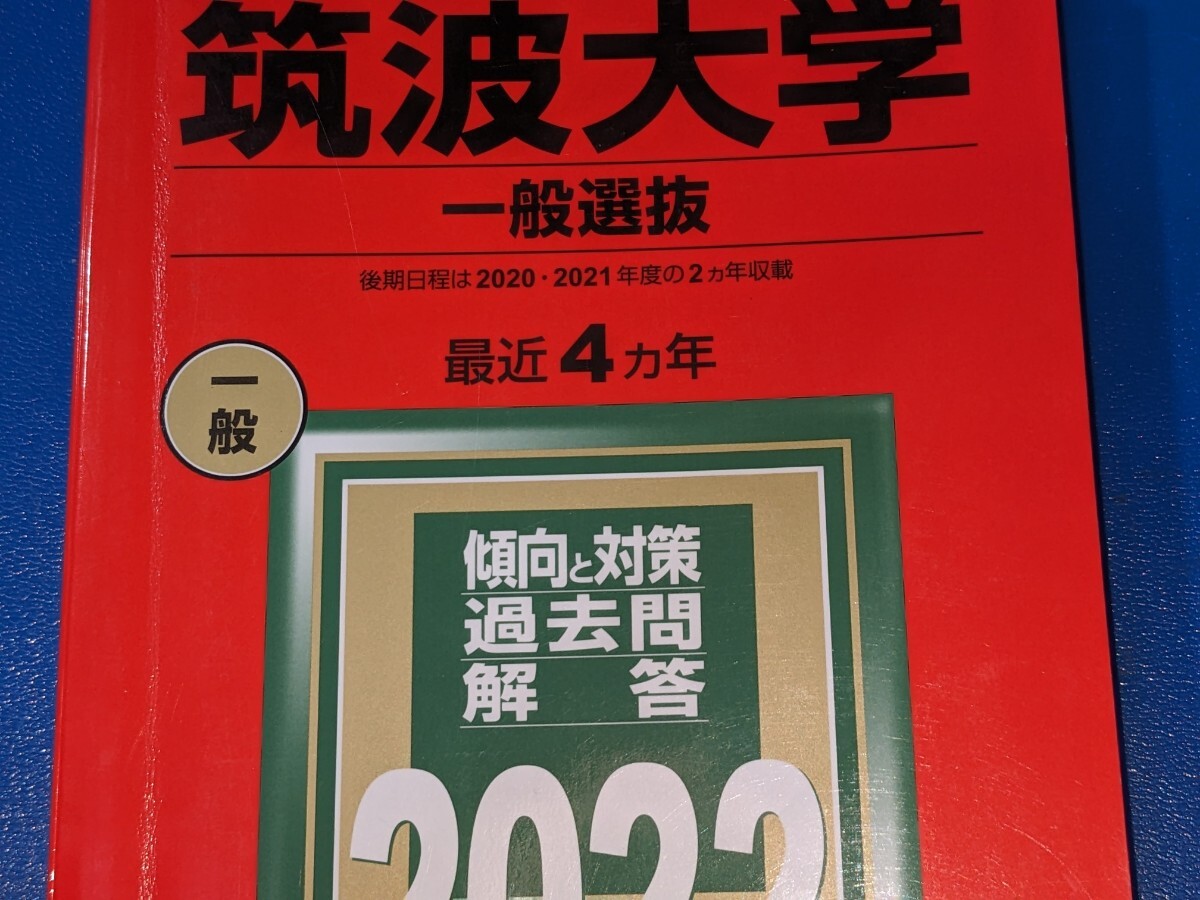 筑波大学
一般選抜
後期日程は2020・2021年度の2ヵ年収載
最近4カ年
一般
傾向と対策
過去問
解答
2022